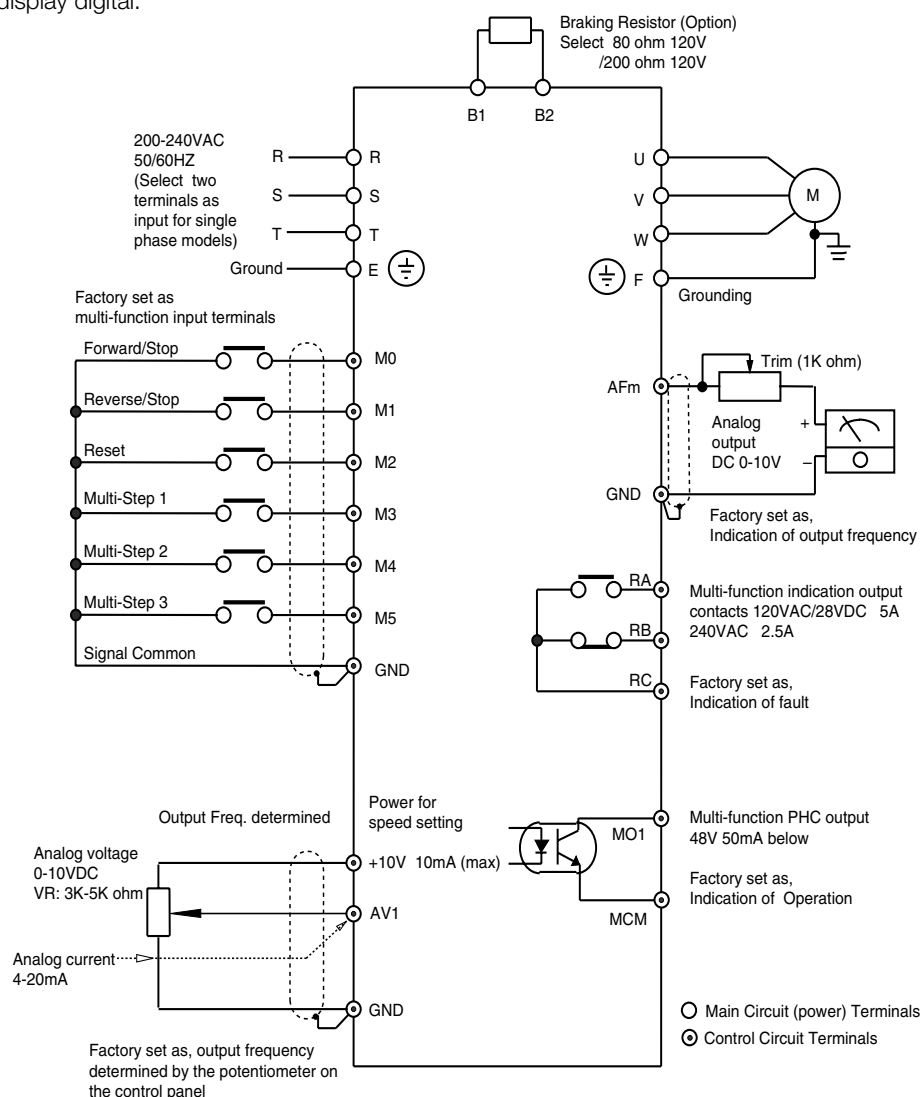 display digital.
Braking Resistor (Option)
Select 80 ohm 120V
/200 ohm 120V
B1 B2
200-240VAC
50/60HZ
(Select two
terminals as
input for single
phase models)
R R
S S
T T
Ground E
U
V
W
M
F
Grounding
Factory set as
multi-function input terminals
Forward/Stop M0
Reverse/Stop M1
Reset M2
Multi-Step 1 M3
Multi-Step 2 M4
Multi-Step 3 M5
Signal Common GND
AFm
Trim (1K ohm)
Analog
output
DC 0-10V
+
–
GND
Factory set as,
Indication of output frequency
RA
RB
RC
Multi-function indication output
contacts 120VAC/28VDC 5A
240VAC 2.5A
Factory set as,
Indication of fault
Output Freq. determined
Power for
speed setting
Analog voltage
0-10VDC
VR: 3K-5K ohm
+10V 10mA (max)
AV1
Analog current
4-20mA
GND
Factory set as, output frequency
determined by the potentiometer on
the control panel
MO1
Multi-function PHC output
48V 50mA below
MCM
Factory set as,
Indication of Operation
Main Circuit (power) Terminals
Control Circuit Terminals